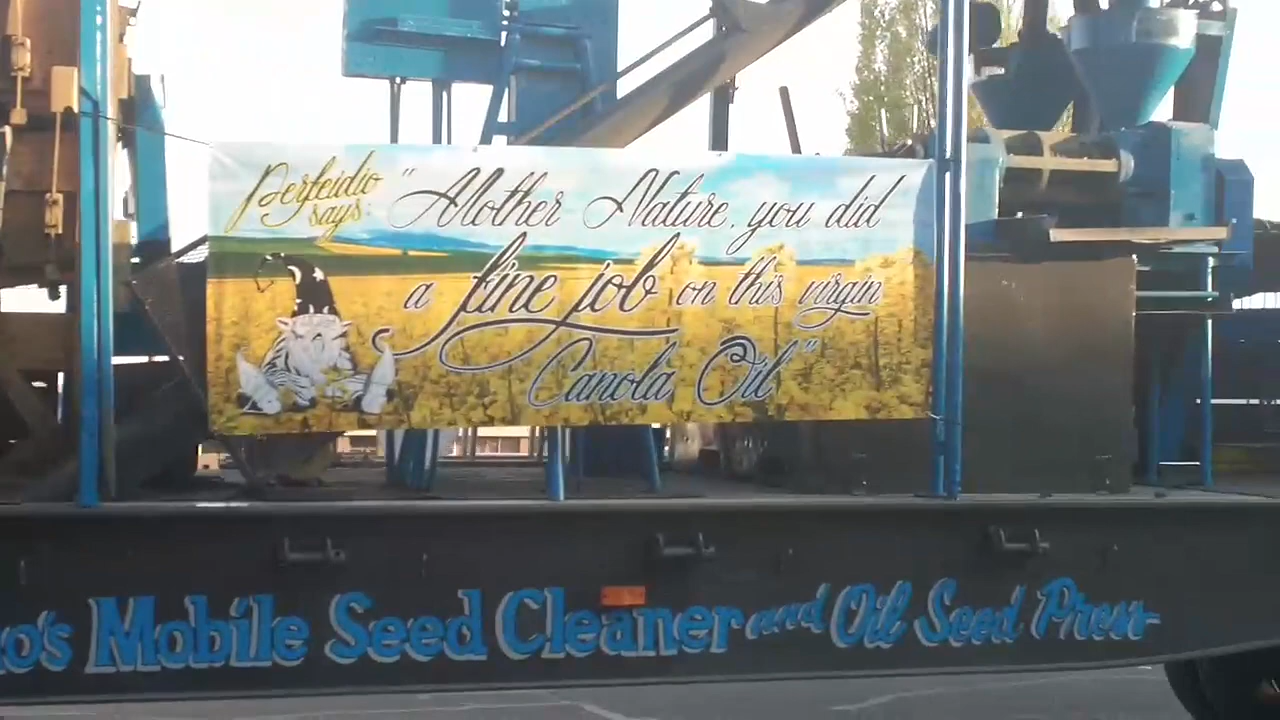 Perfeidio
says:
"Mother Nature, you did
a fine job on this virgin
Canola Oil"
o's Mobile Seed Cleaner and Oil Seed Press